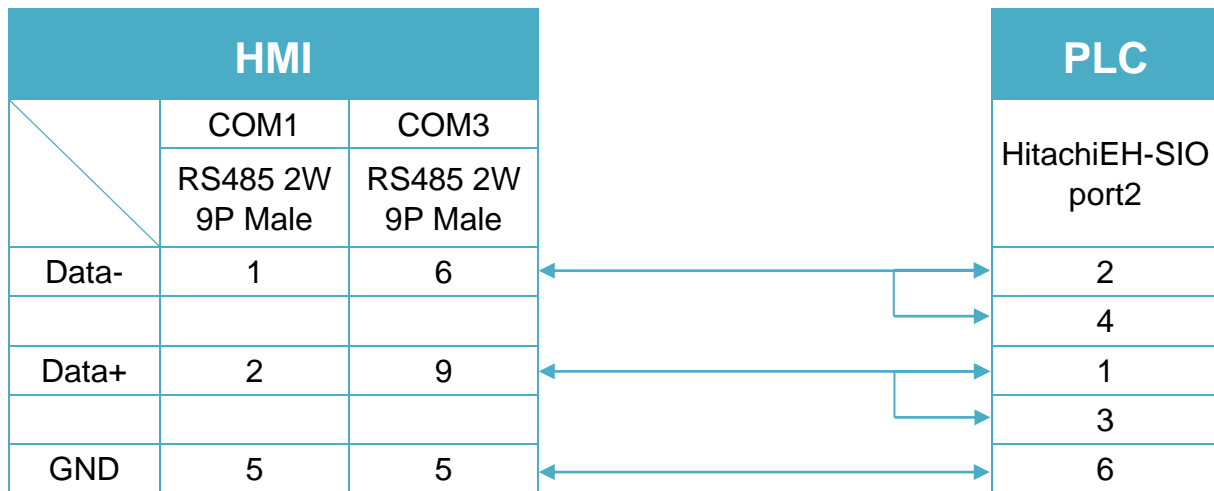 HMI PLC
COM1 COM3
HitachiEH-SIO
port2
RS485 2W RS485 2W
9P Male 9P Male
Data- 1 6 2
4
Data+ 2 9 1
3
GND 5 5 6